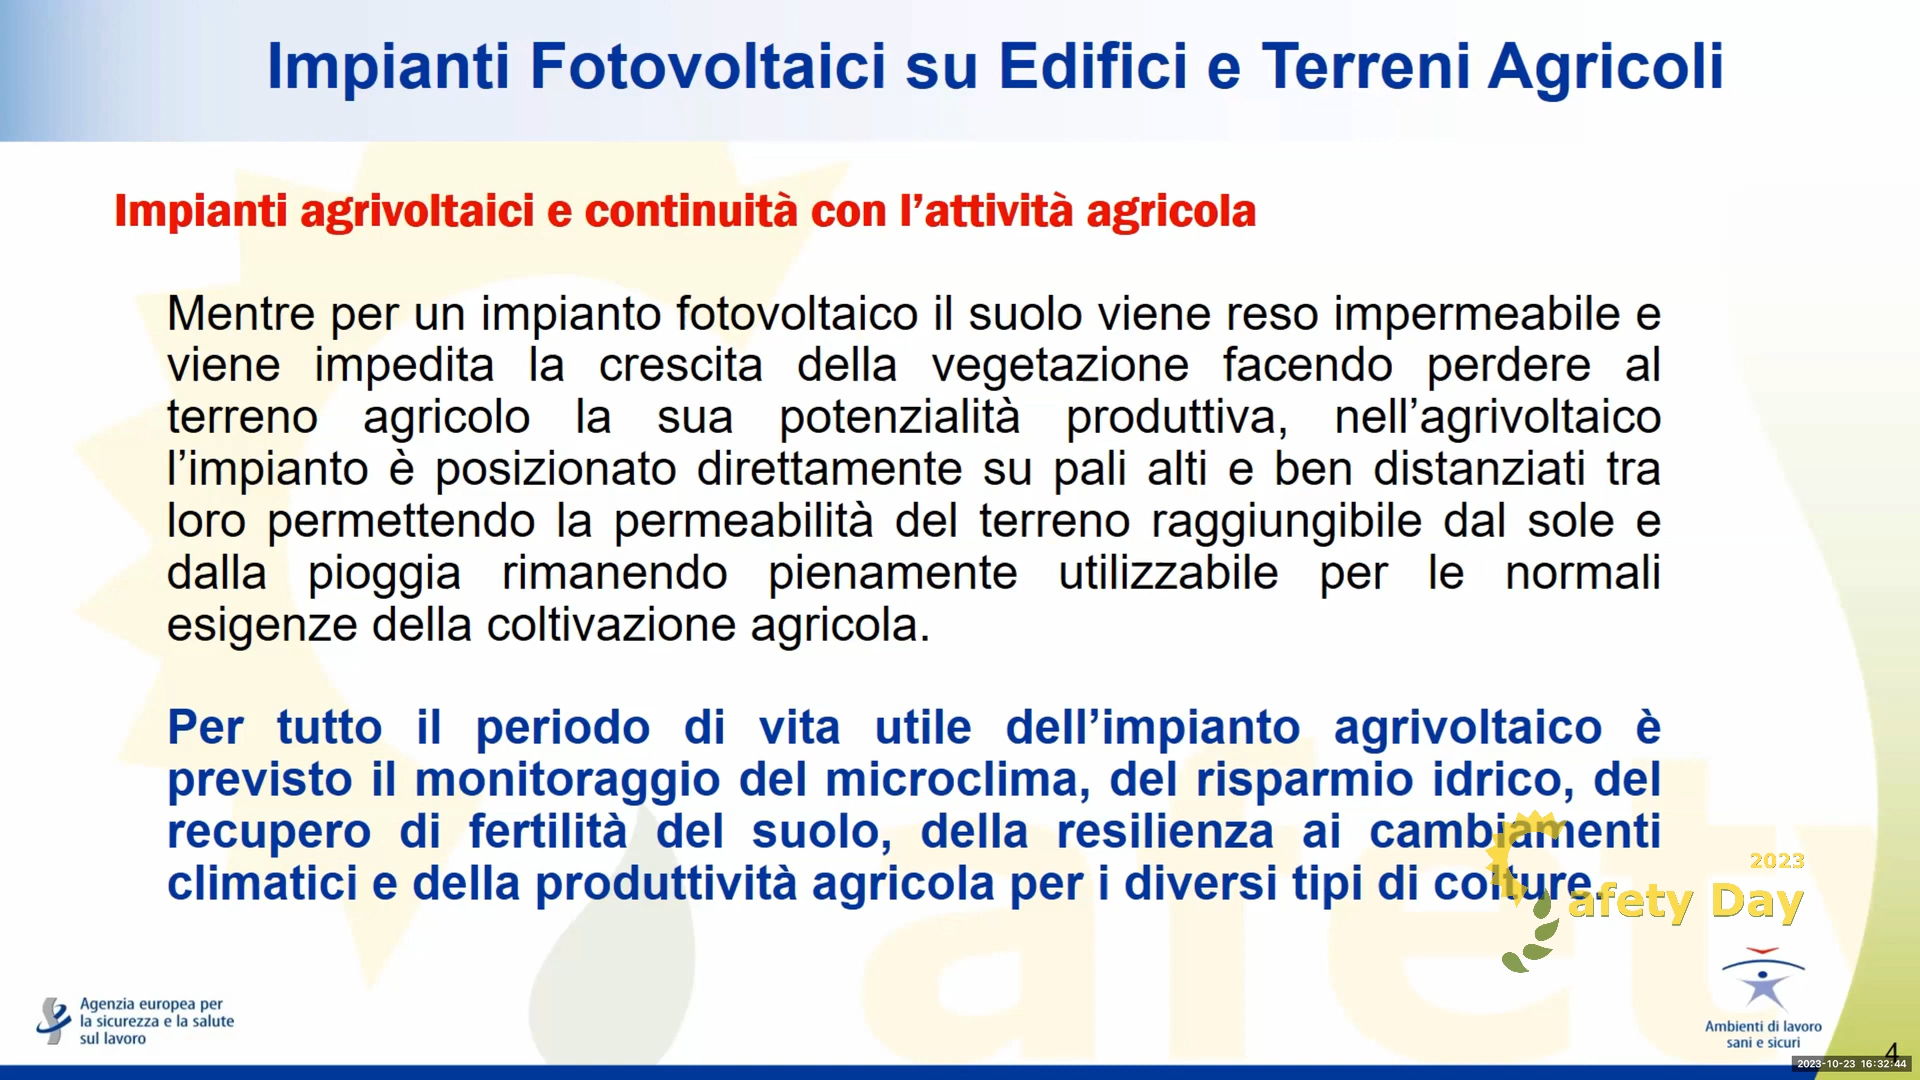 Impianti Fotovoltaici su Edifici e Terreni Agricoli
Impianti agrivoltaici e continuità con l’attività agricola
Mentre per un impianto fotovoltaico il suolo viene reso impermeabile e
viene impedita la crescita della vegetazione facendo perdere al
terreno agricolo la sua potenzialità produttiva, nell’agrivoltaico
l’impianto è posizionato direttamente su pali alti e ben distanziati tra
loro permettendo la permeabilità del terreno raggiungibile dal sole e
dalla pioggia rimanendo pienamente utilizzabile per le normali
esigenze della coltivazione agricola.
Per tutto il periodo di vita utile dell’impianto agrivoltaico è
previsto il monitoraggio del microclima, del risparmio idrico, del
recupero di fertilità del suolo, della resilienza ai cambiamenti
climatici e della produttività agricola per i diversi tipi di colture.
2023
afety Day
afety
Agenzia europea per
la sicurezza e la salute
sul lavoro
Ambienti di lavoro
sani e sicuri
4
2023-10-23 16:32:44